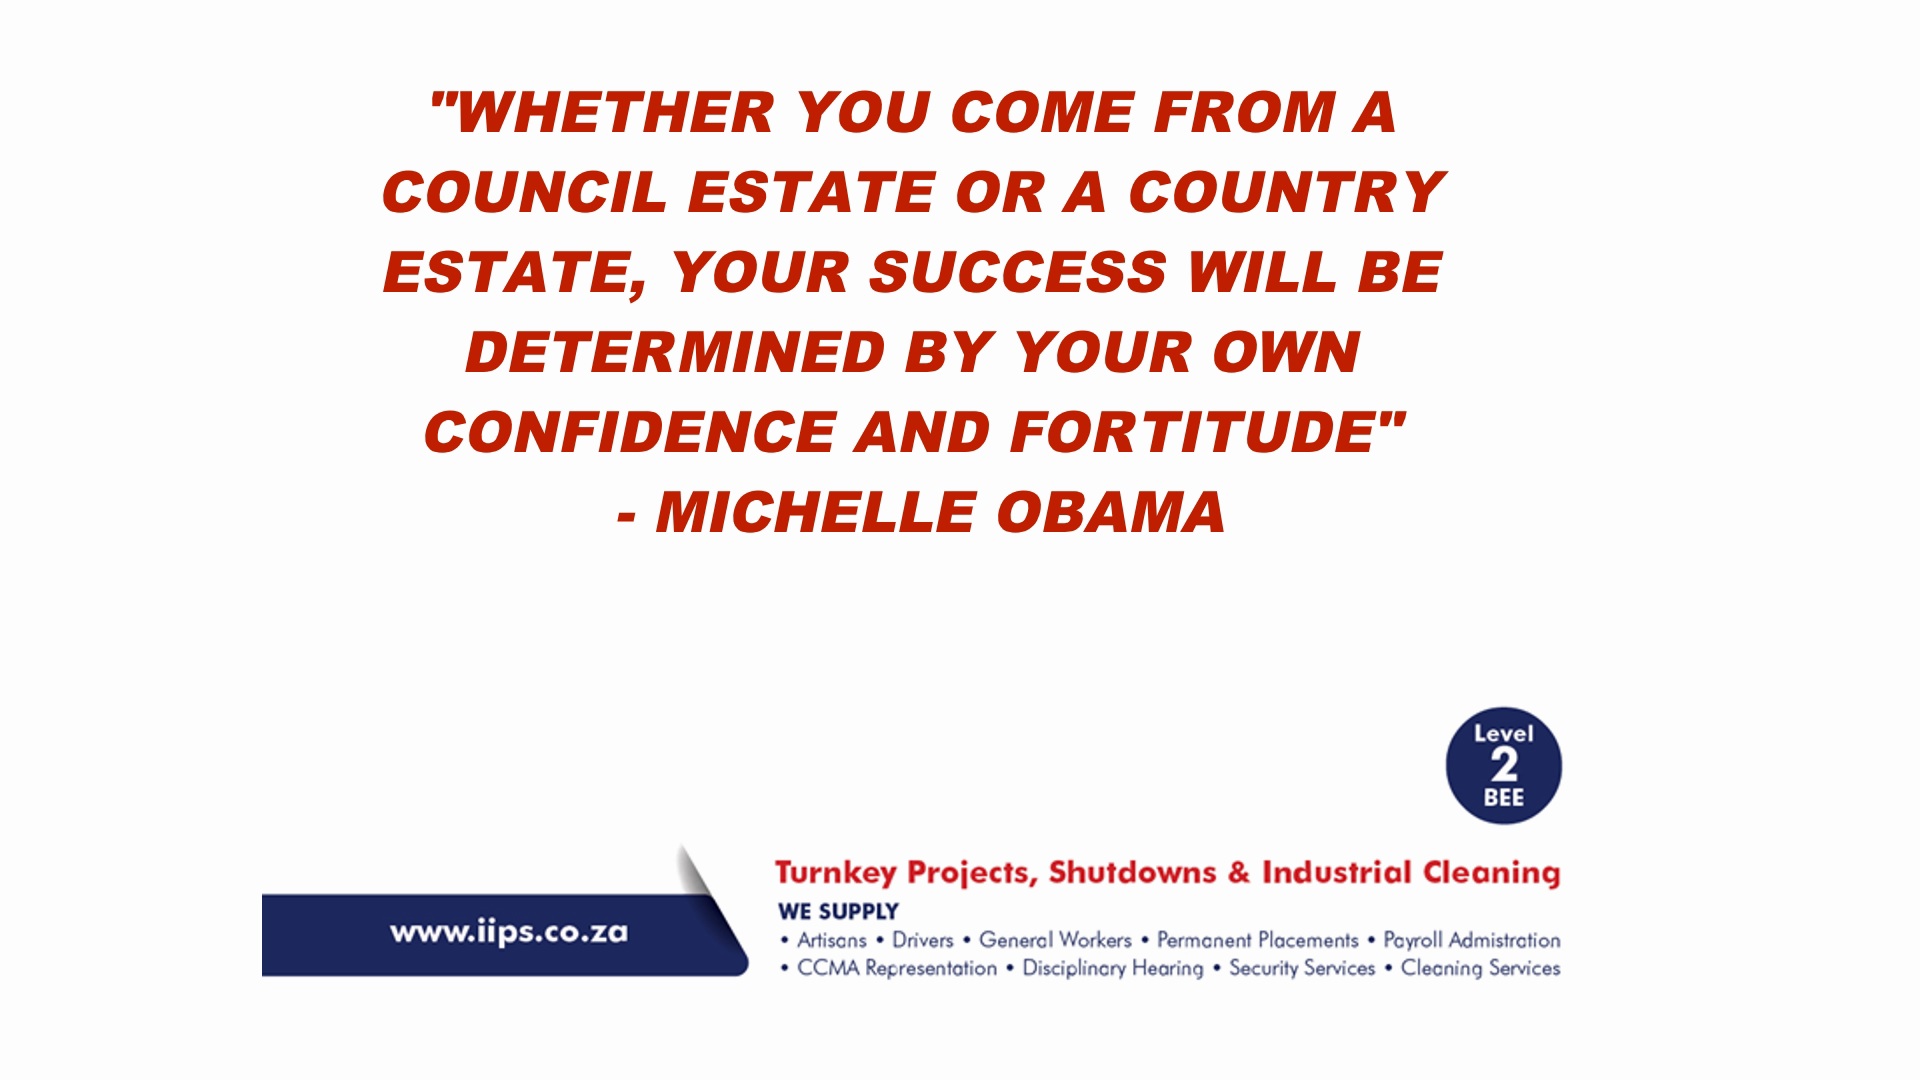 "WHETHER YOU COME FROM A
COUNCIL ESTATE OR A COUNTRY
ESTATE, YOUR SUCCESS WILL BE
DETERMINED BY YOUR OWN
CONFIDENCE AND FORTITUDE"
- MICHELLE OBAMA
Level
2
BEE
Turnkey Projects, Shutdowns & Industrial Cleaning
WE SUPPLY
• Artisans • Drivers • General Workers • Permanent Placements • Payroll Admistration
• CCMA Representation • Disciplinary Hearing • Security Services • Cleaning Services
www.iips.co.za